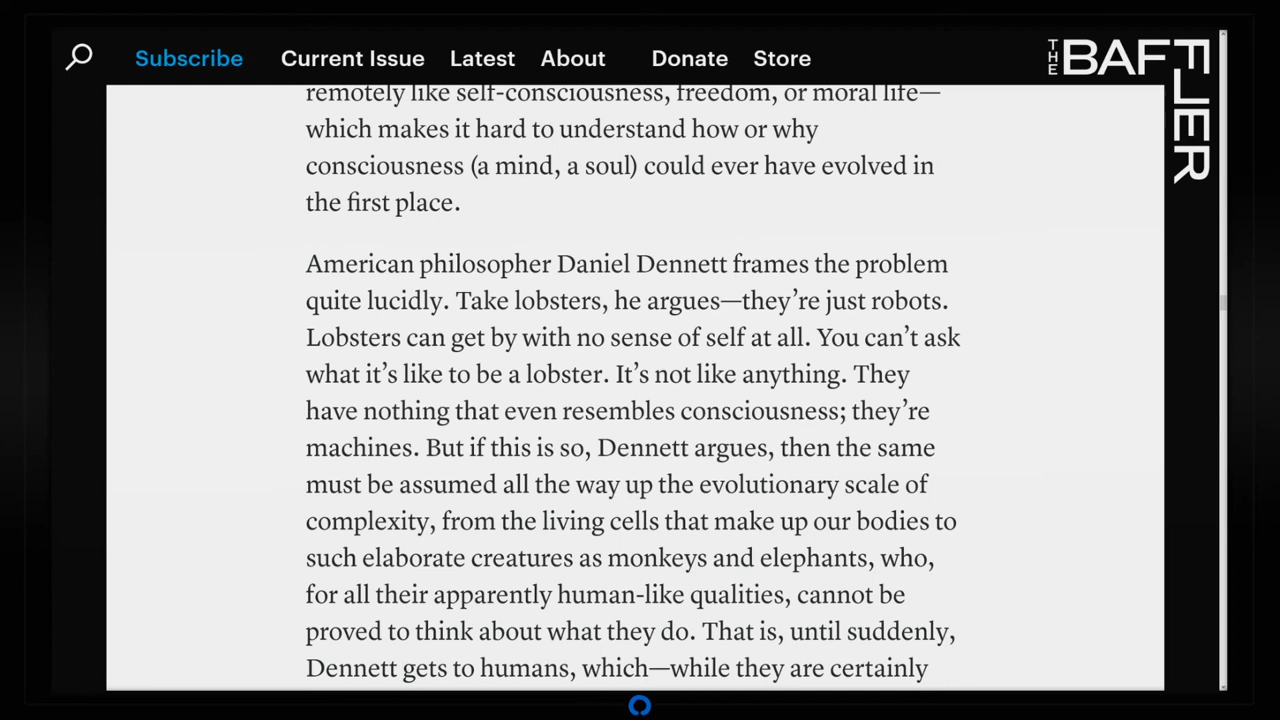 Subscribe Current Issue Latest About Donate Store
THE BAFFLER
remotely like self-consciousness, freedom, or moral life—
which makes it hard to understand how or why
consciousness (a mind, a soul) could ever have evolved in
the first place.
American philosopher Daniel Dennett frames the problem
quite lucidly. Take lobsters, he argues—they’re just robots.
Lobsters can get by with no sense of self at all. You can’t ask
what it’s like to be a lobster. It’s not like anything. They
have nothing that even resembles consciousness; they’re
machines. But if this is so, Dennett argues, then the same
must be assumed all the way up the evolutionary scale of
complexity, from the living cells that make up our bodies to
such elaborate creatures as monkeys and elephants, who,
for all their apparently human-like qualities, cannot be
proved to think about what they do. That is, until suddenly,
Dennett gets to humans, which—while they are certainly